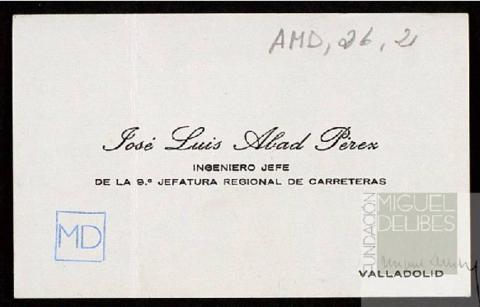 AMD, 26, 2
José Luis Abad Pérez
INGENIERO JEFE
DE LA 9.ª JEFATURA REGIONAL DE CARRETERAS
MD
FUNDACIÓN
MIGUEL
DELIBES
VALLADOLID